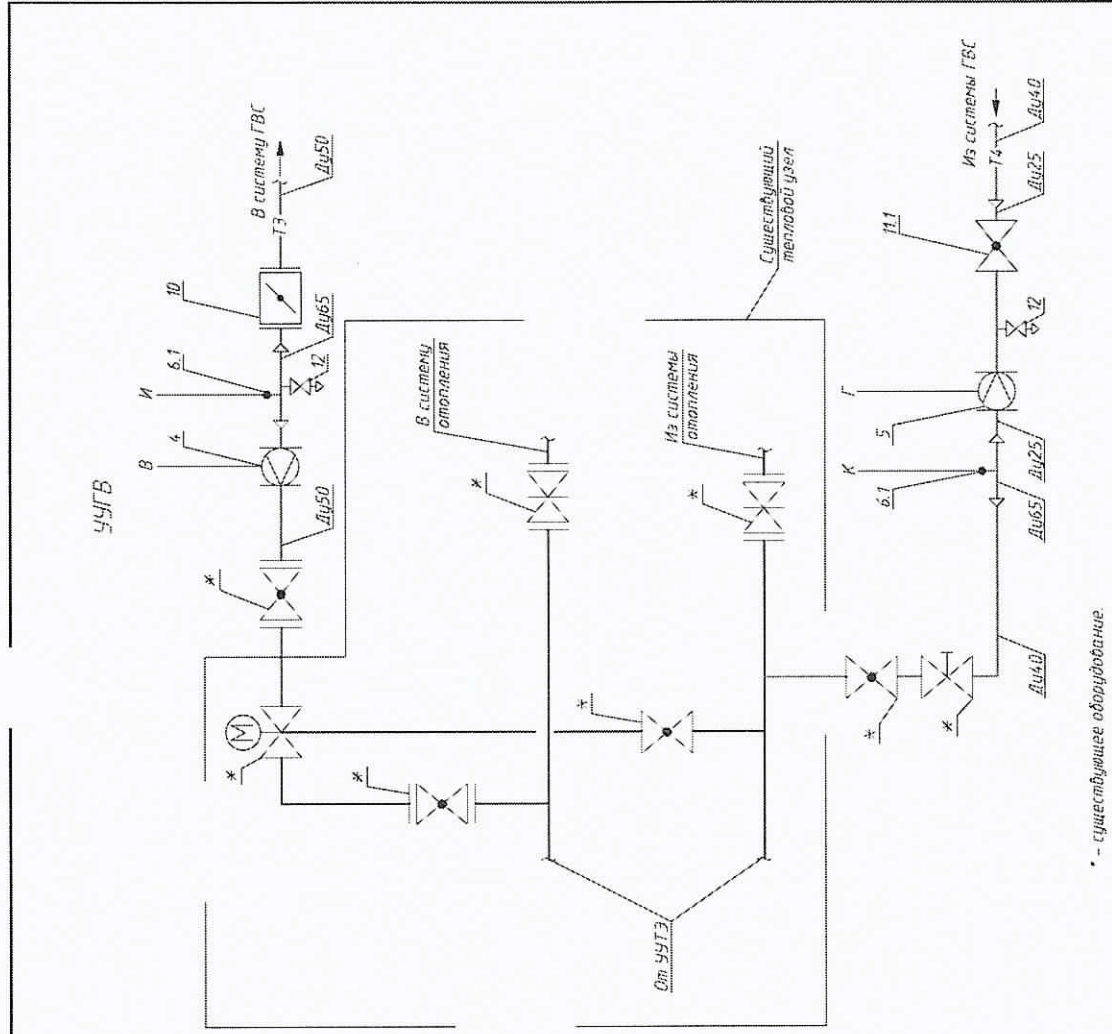 УУГВ
В
4
И
6.1
10
12
Ду50
Ду65
Т3
В систему ГВС
Ду50
*
М
*
*
В систему
отопления
*
Существующий
тепловой узел
*
Из системы
отопления
*
От УУТЭ
*
*
Ду40
К
6.1
Ду65
Ду25
Г
5
12
11.1
Ду25
Из системы ГВС
Т4
Ду40
* - существующее оборудование.